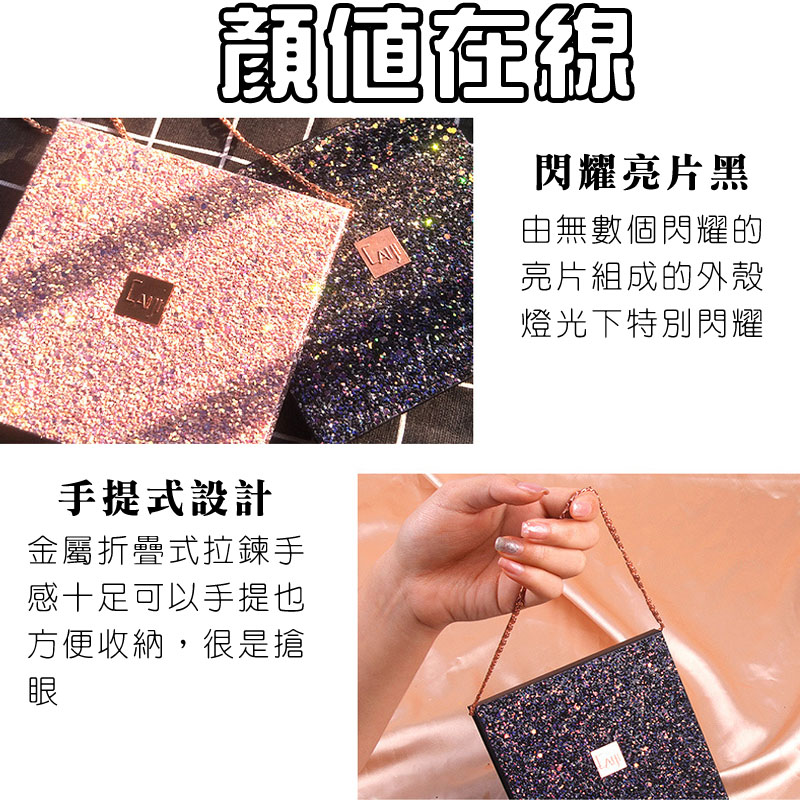 顏值在線
閃耀亮片黑
由無數個閃耀的
亮片組成的外殼
燈光下特別閃耀
手提式設計
金屬折疊式拉鍊手
感十足可以手提也
方便收納，很是搶
眼